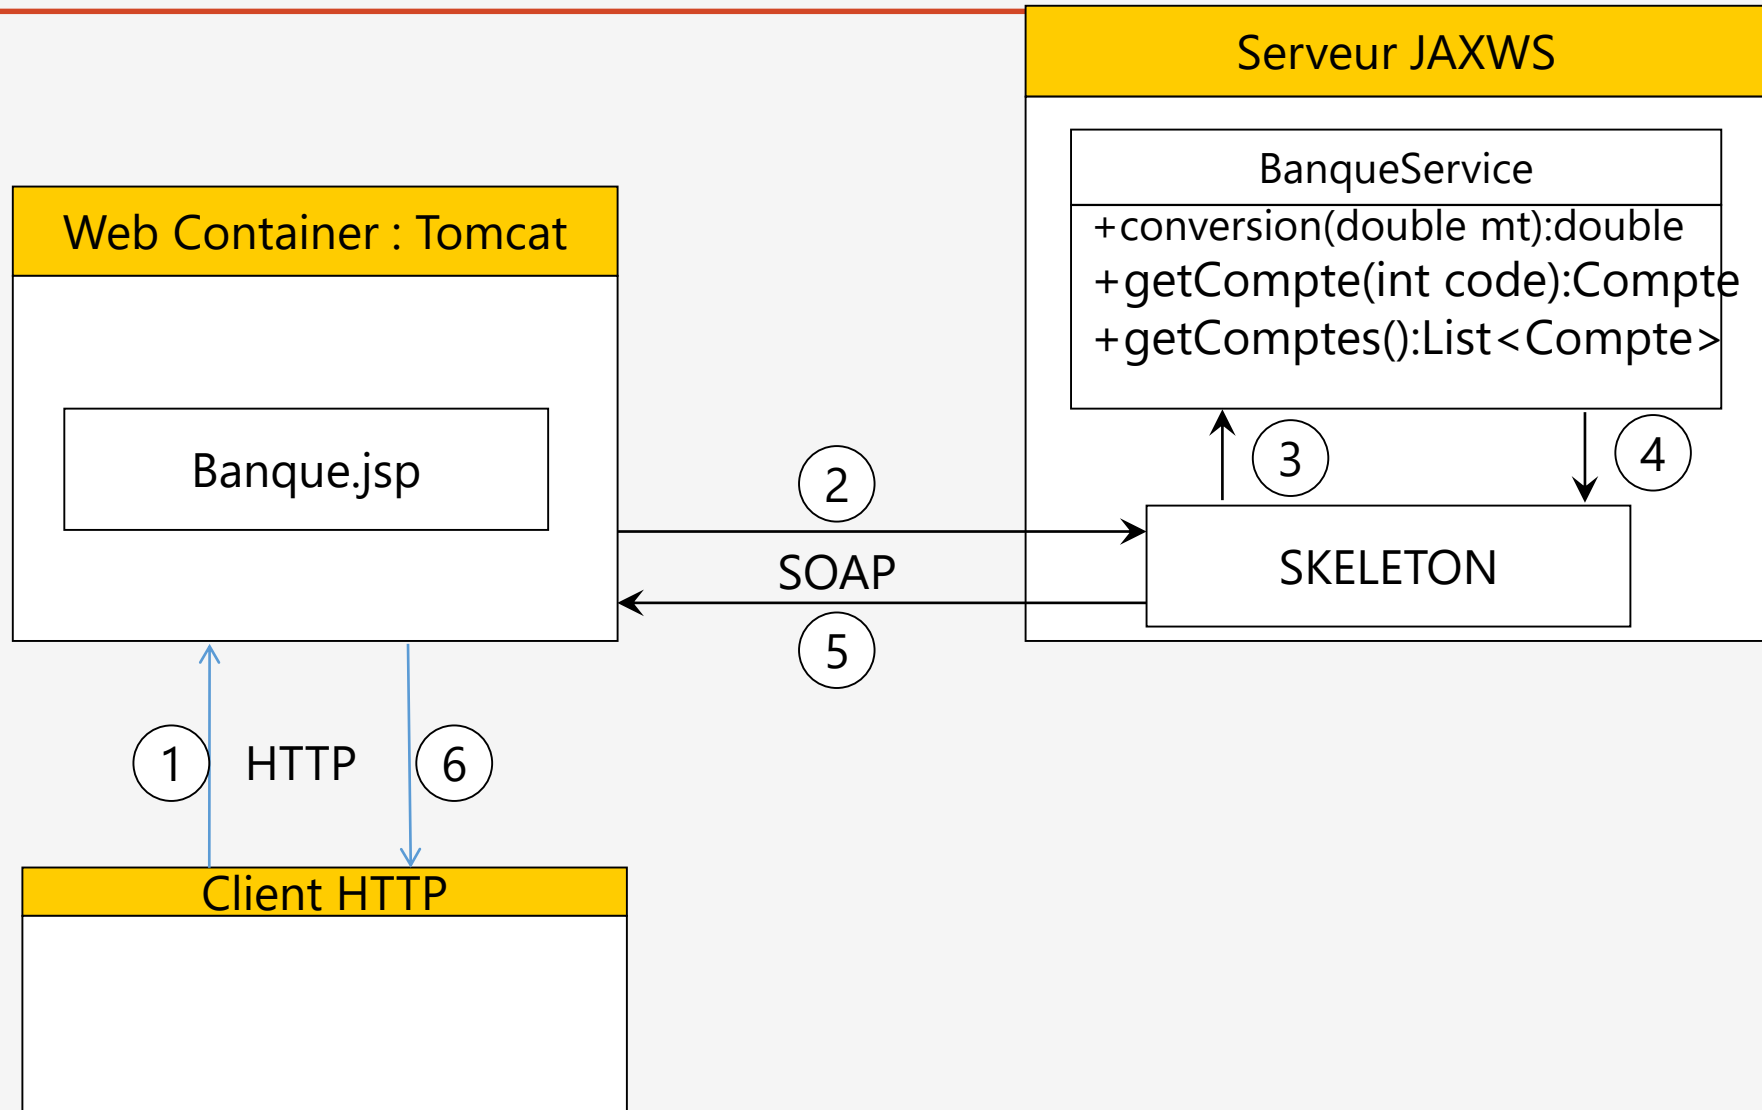 Serveur JAXWS
BanqueService
+conversion(double mt):double
+getCompte(int code):Compte
+getComptes():List<Compte>
Web Container : Tomcat
Banque.jsp
3
4
2
SOAP
SKELETON
5
1
HTTP
6
Client HTTP